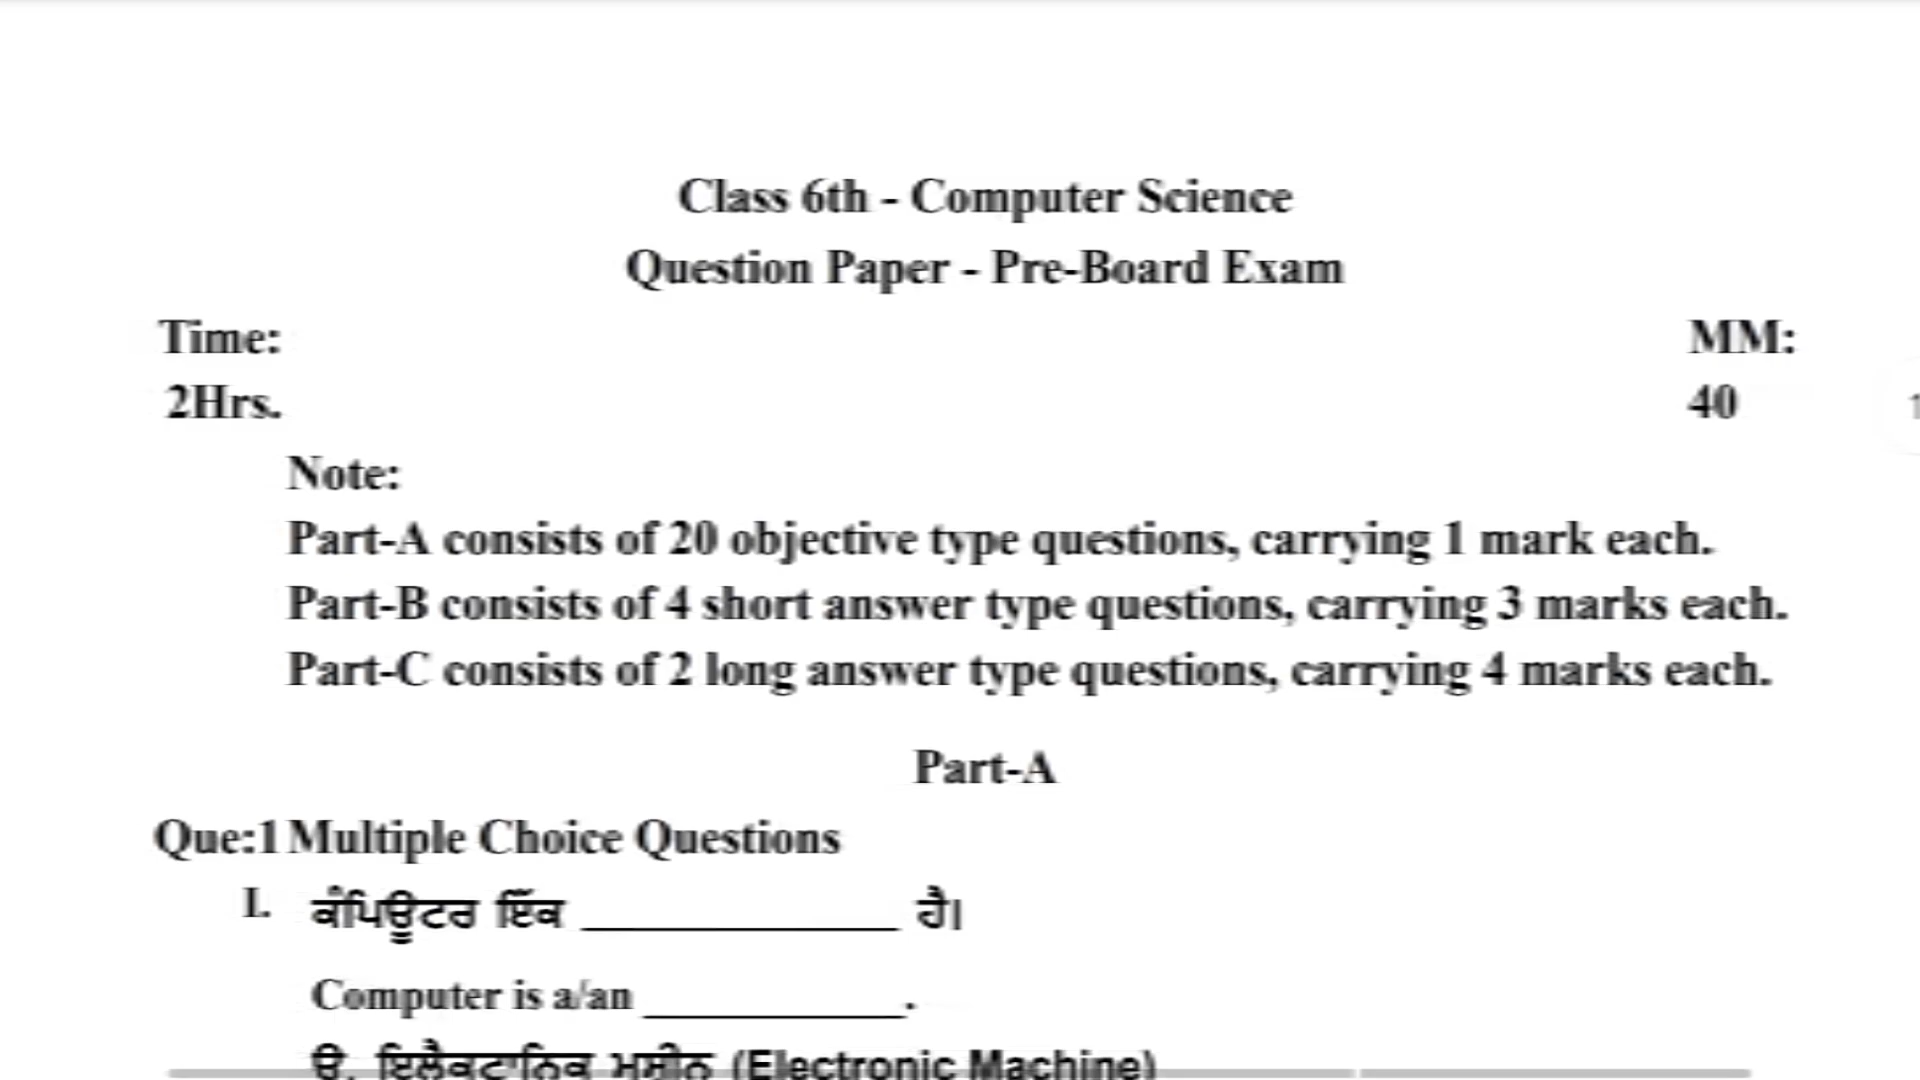 Class 6th - Computer Science
Question Paper - Pre-Board Exam
Time: MM:
2Hrs. 40
Note:
Part-A consists of 20 objective type questions, carrying 1 mark each.
Part-B consists of 4 short answer type questions, carrying 3 marks each.
Part-C consists of 2 long answer type questions, carrying 4 marks each.
Part-A
Que:1 Multiple Choice Questions
I. ਕੰਪਿਊਟਰ ਇੱਕ ____________ ਹੈ।
Computer is a/an ____________.
ੳ. ਇਲੈਕਟ੍ਰਾਨਿਕ ਮਸ਼ੀਨ (Electronic Machine)